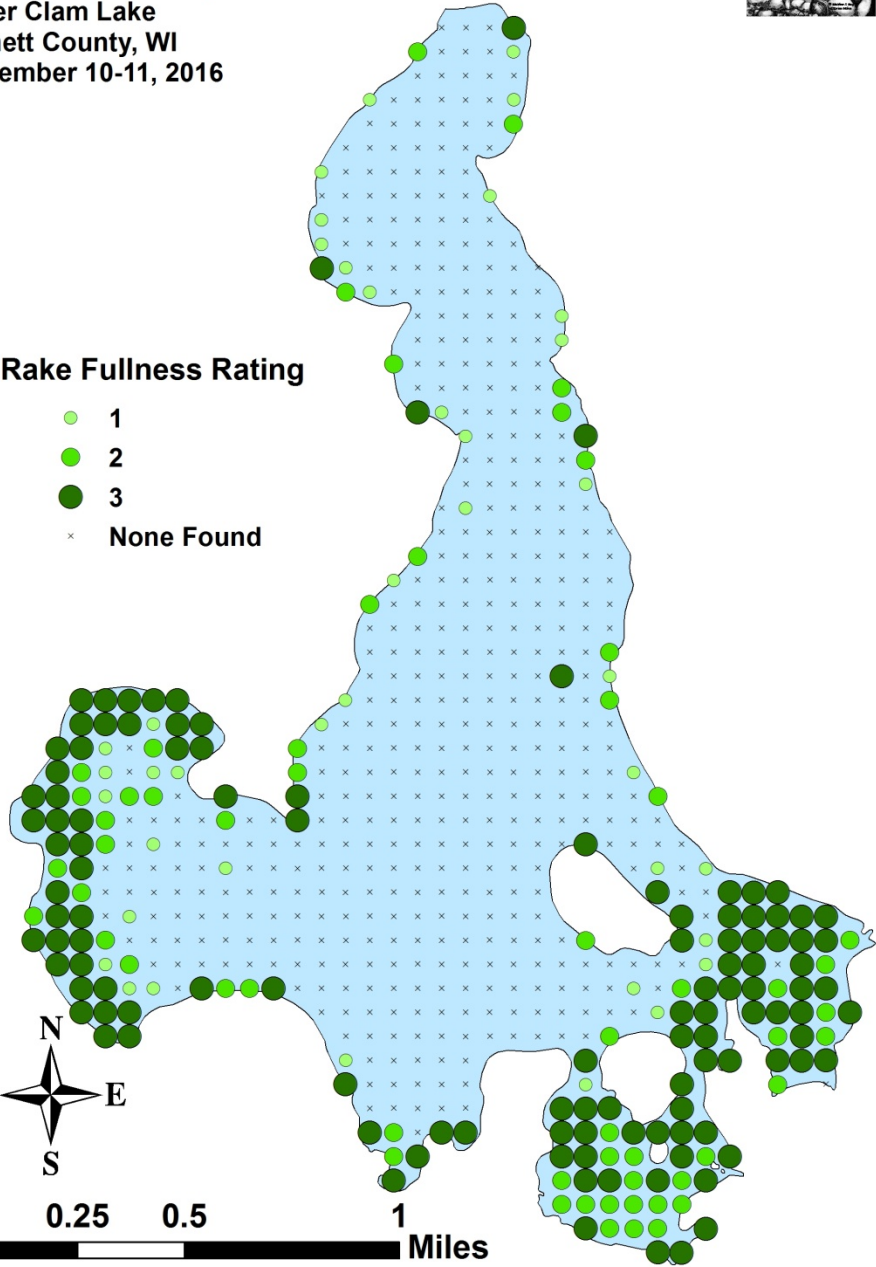 er Clam Lake
nett County, WI
ember 10-11, 2016
Rake Fullness Rating
1
2
3
None Found
N
E
S
0.25 0.5 1
Miles